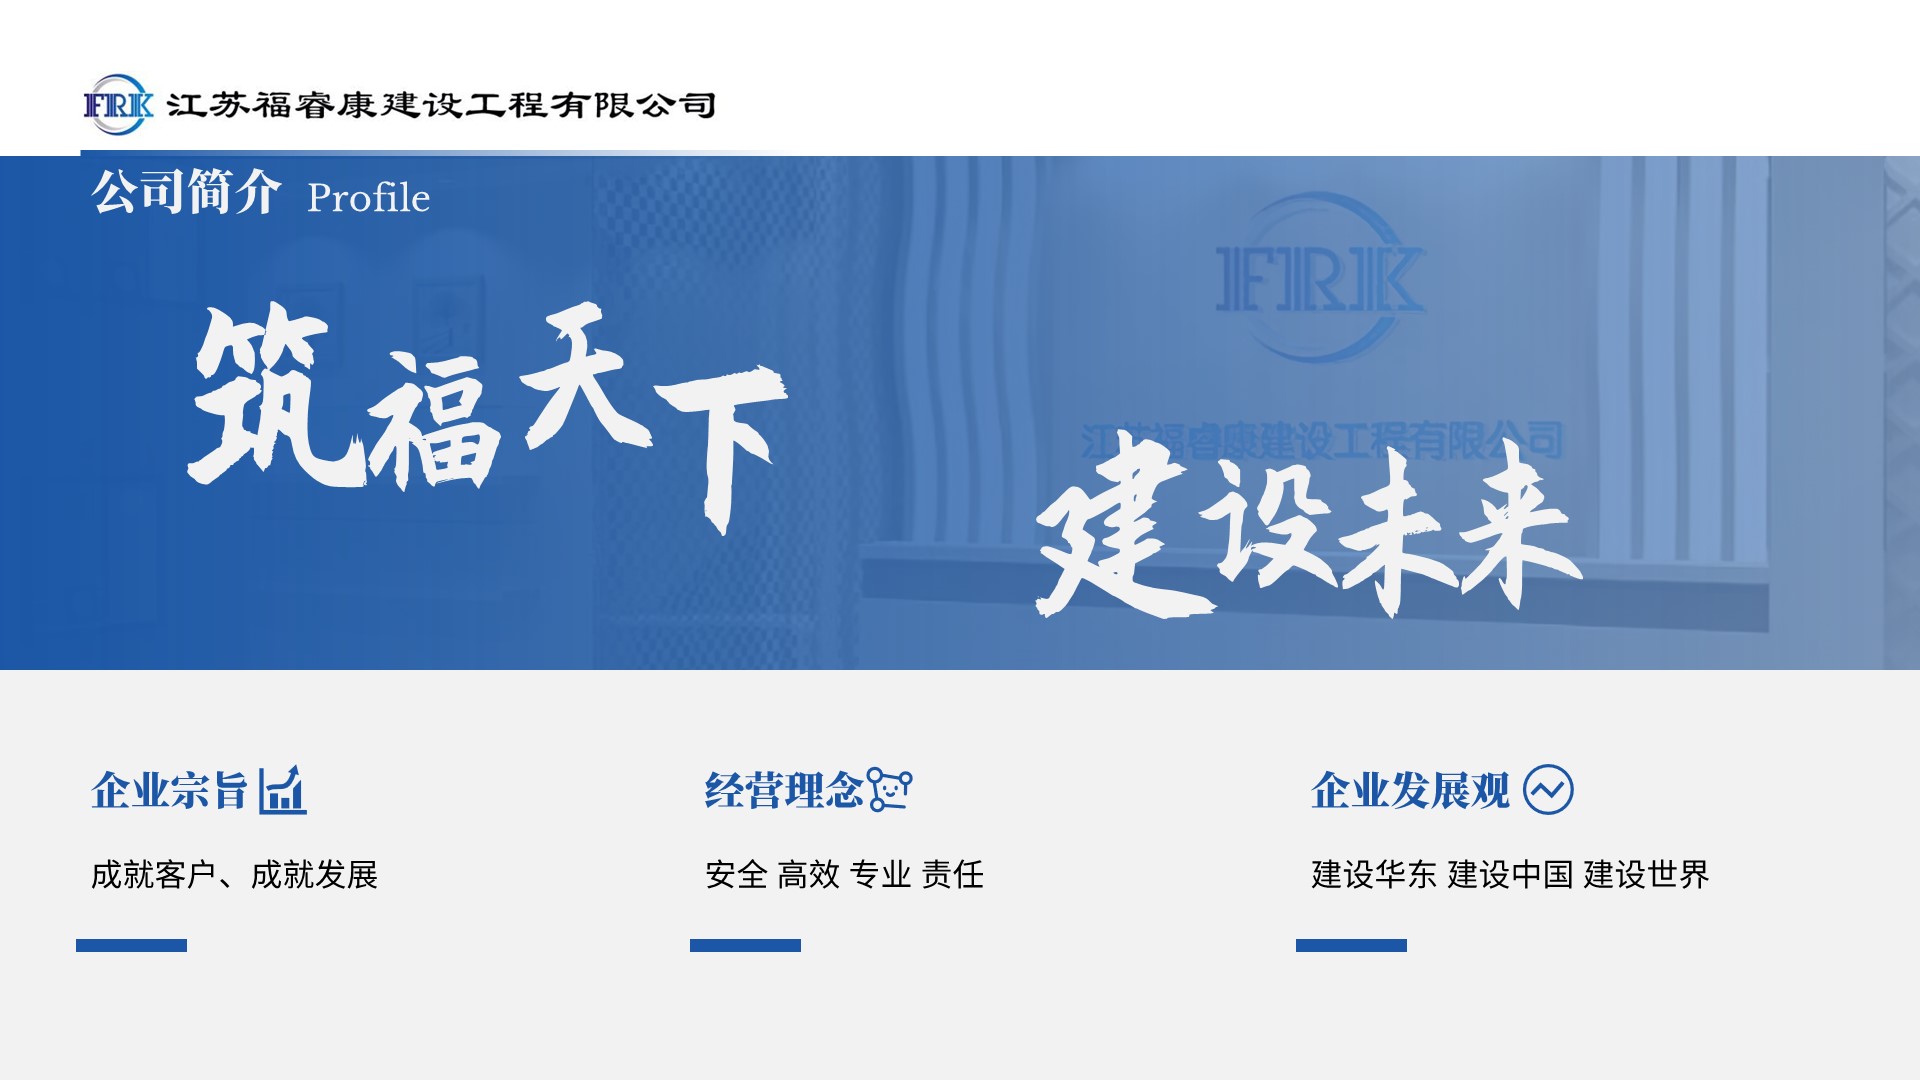 FRK 江苏福睿康建设工程有限公司
公司简介 Profile
FRK
江苏福睿康建设工程有限公司
筑福天下
建设未来
企业宗旨
成就客户、成就发展
经营理念
安全 高效 专业 责任
企业发展观
建设华东 建设中国 建设世界